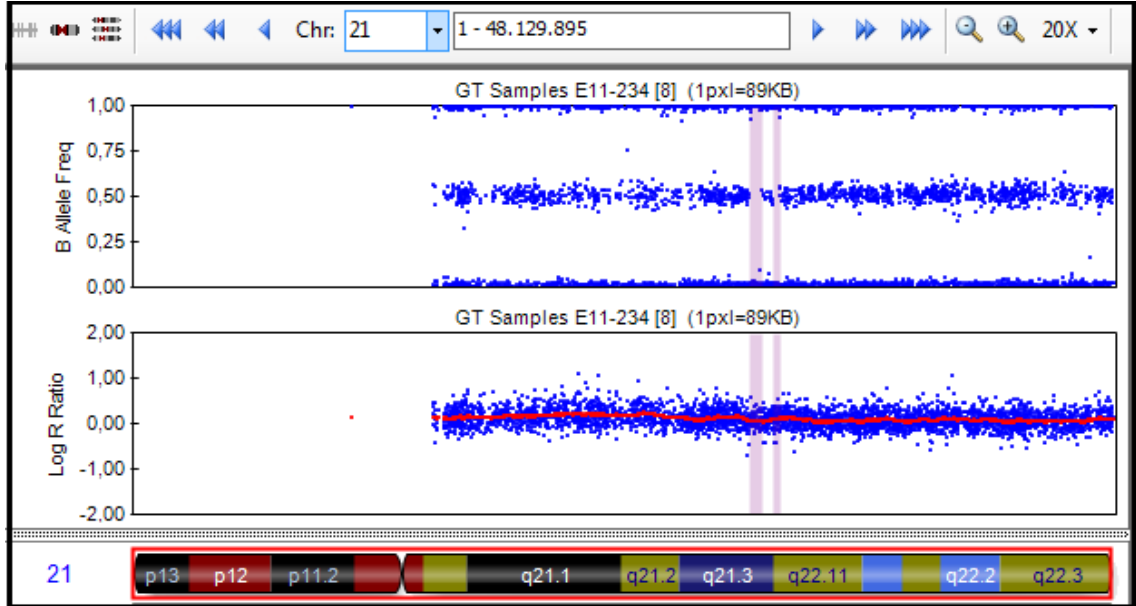 Chr: 21 1 - 48.129.895 20X
GT Samples E11-234 [8] (1pxl=89KB)
1,00
0,75
0,50
0,25
0,00
B Allele Freq
GT Samples E11-234 [8] (1pxl=89KB)
2,00
1,00
0,00
-1,00
-2,00
Log R Ratio
21 p13 p12 p11.2 q21.1 q21.2 q21.3 q22.11 q22.2 q22.3